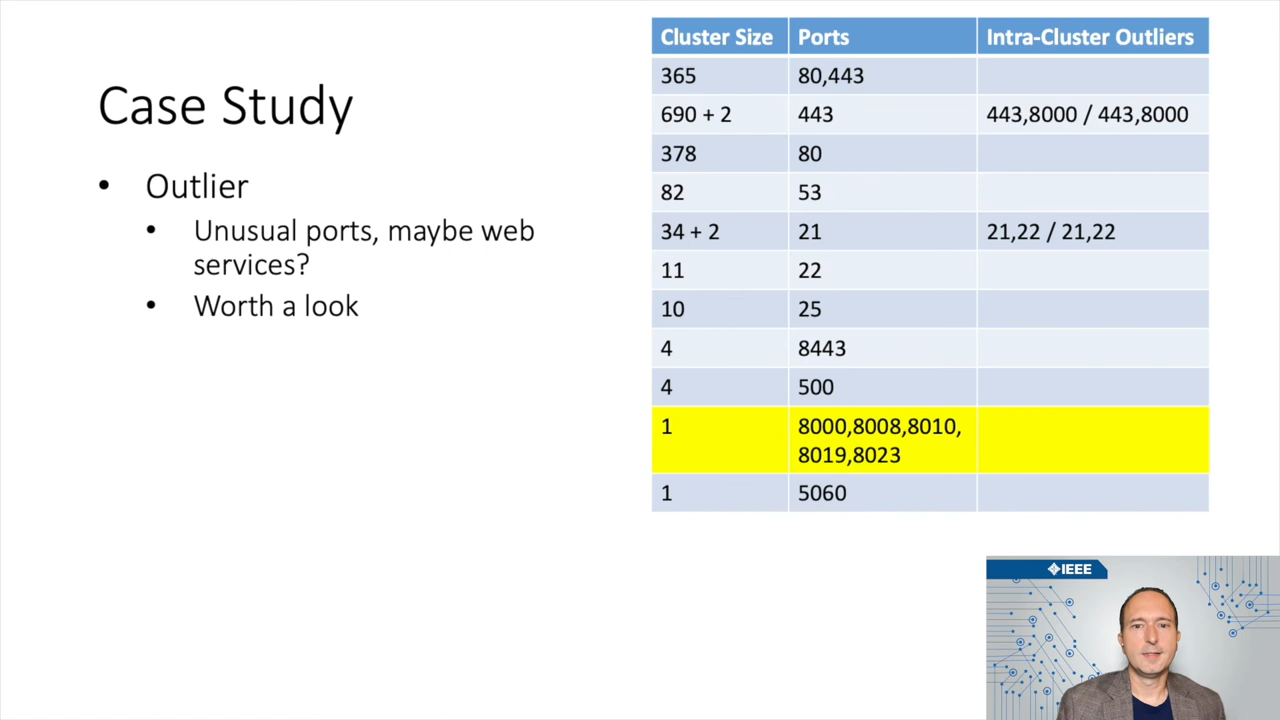 Case Study
• Outlier
• Unusual ports, maybe web
services?
• Worth a look
Cluster Size Ports Intra-Cluster Outliers
365 80,443
690 + 2 443 443,8000 / 443,8000
378 80
82 53
34 + 2 21 21,22 / 21,22
11 22
10 25
4 8443
4 500
1 8000,8008,8010,
8019,8023
1 5060
IEEE